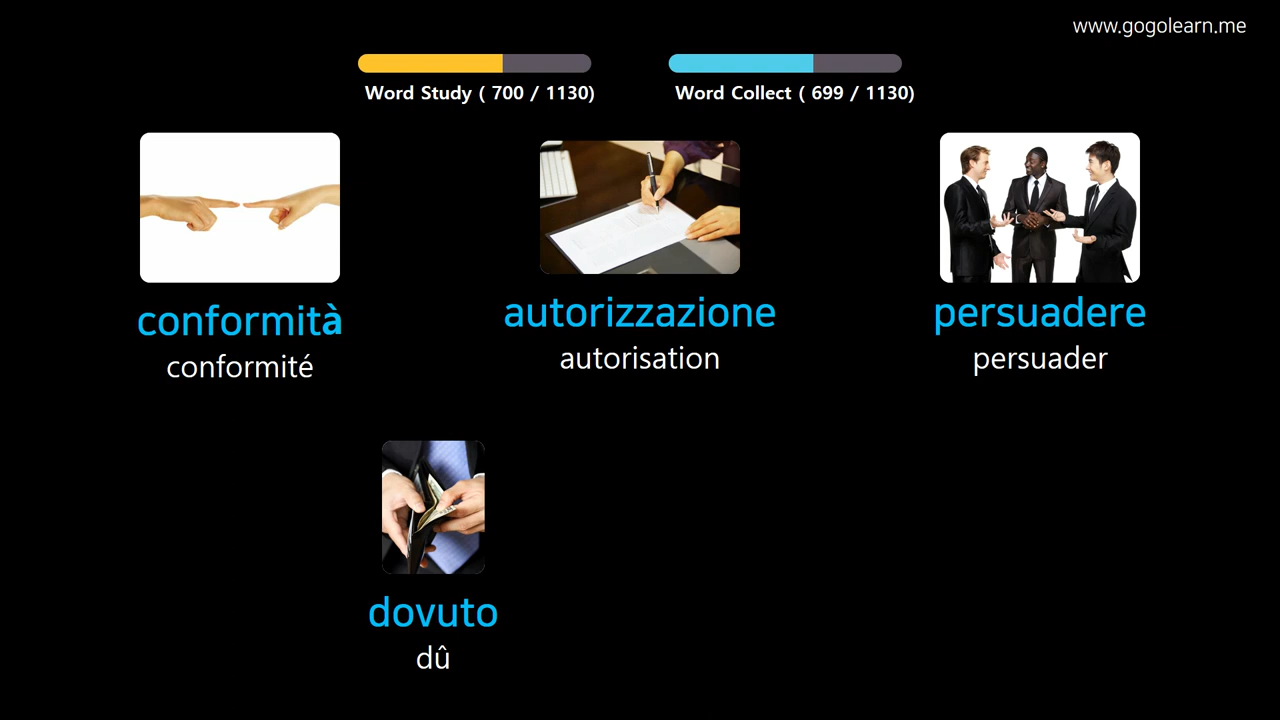 www.gogolearn.me
Word Study ( 700 / 1130)
Word Collect ( 699 / 1130)
conformità
conformité
autorizzazione
autorisation
persuadere
persuader
dovuto
dû